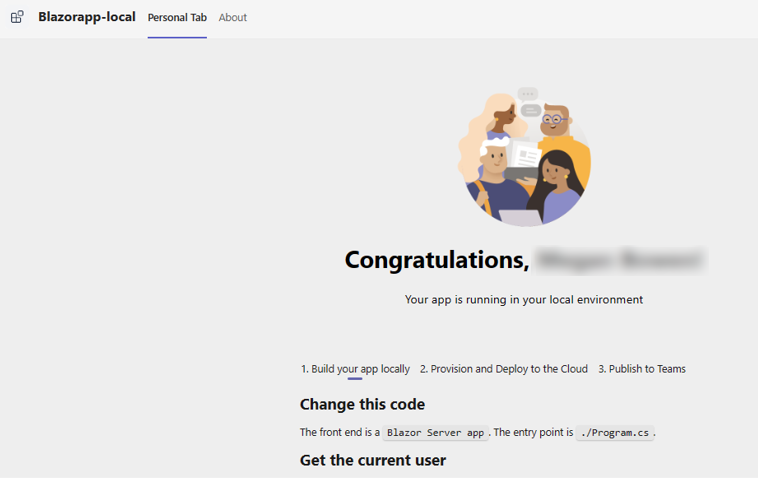 Blazorapp-local Personal Tab About
Congratulations,
Your app is running in your local environment
1. Build your app locally 2. Provision and Deploy to the Cloud 3. Publish to Teams
Change this code
The front end is a Blazor Server app. The entry point is ./Program.cs.
Get the current user